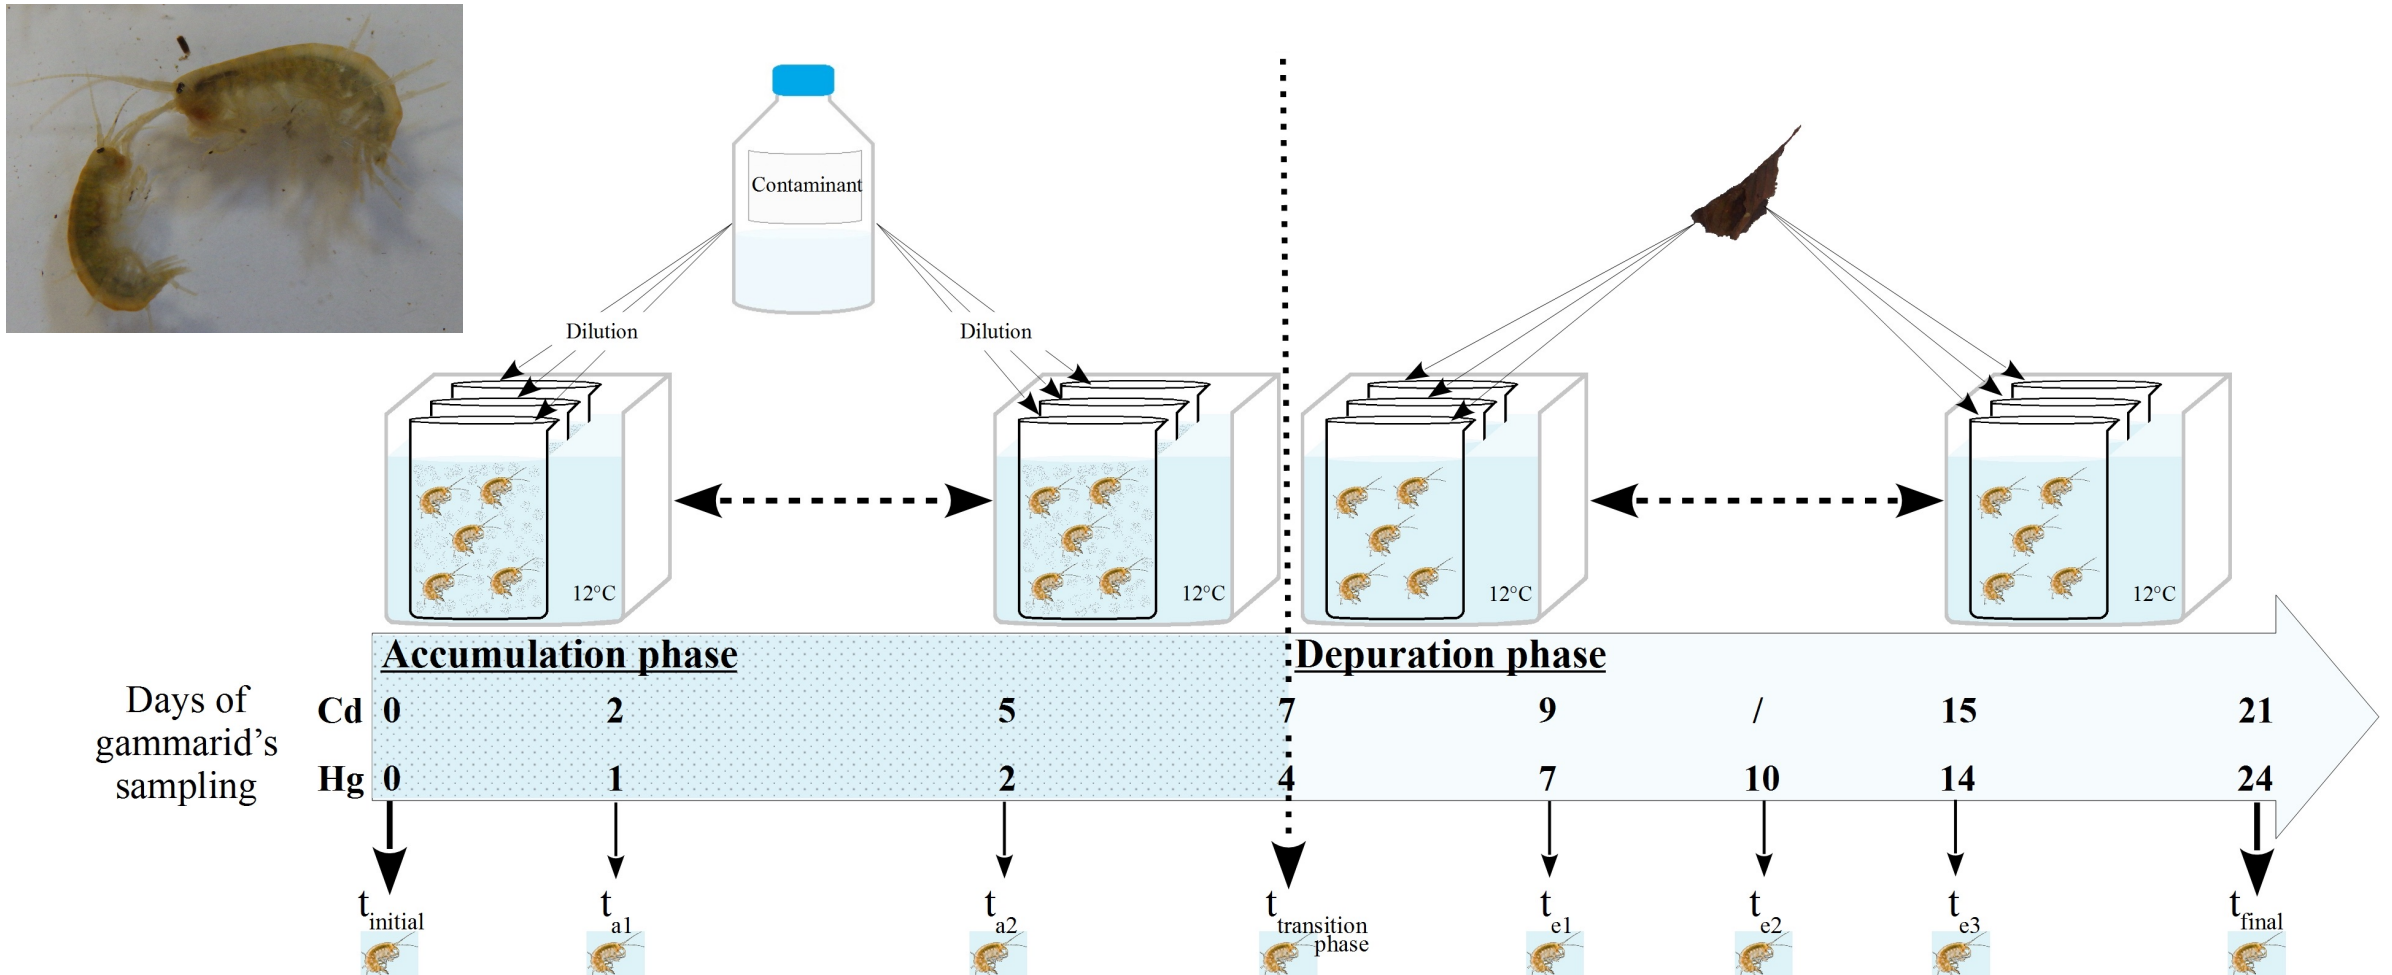 Contaminant
Dilution
Dilution
12°C
12°C
12°C
12°C
Accumulation phase
Depuration phase
Days of
gammarid's
sampling
Cd 0 2 5 7 9 / 15 21
Hg 0 1 2 4 7 10 14 24
t initial
t a1
t a2
t transition
phase
t e1
t e2
t e3
t final